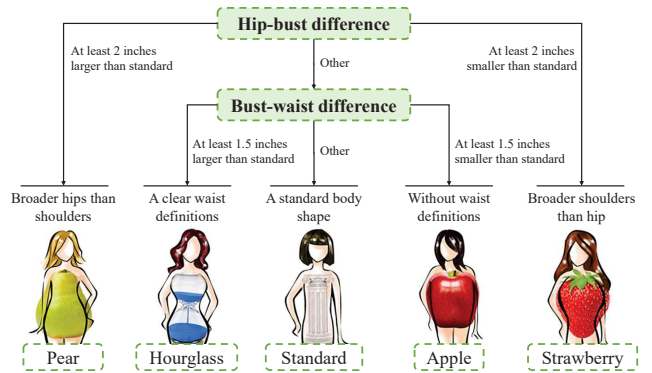 Hip-bust difference
At least 2 inches
larger than standard
Other
At least 2 inches
smaller than standard
Bust-waist difference
At least 1.5 inches
larger than standard
Other
At least 1.5 inches
smaller than standard
Broader hips than
shoulders
A clear waist
definitions
A standard body
shape
Without waist
definitions
Broader shoulders
than hip
Pear
Hourglass
Standard
Apple
Strawberry